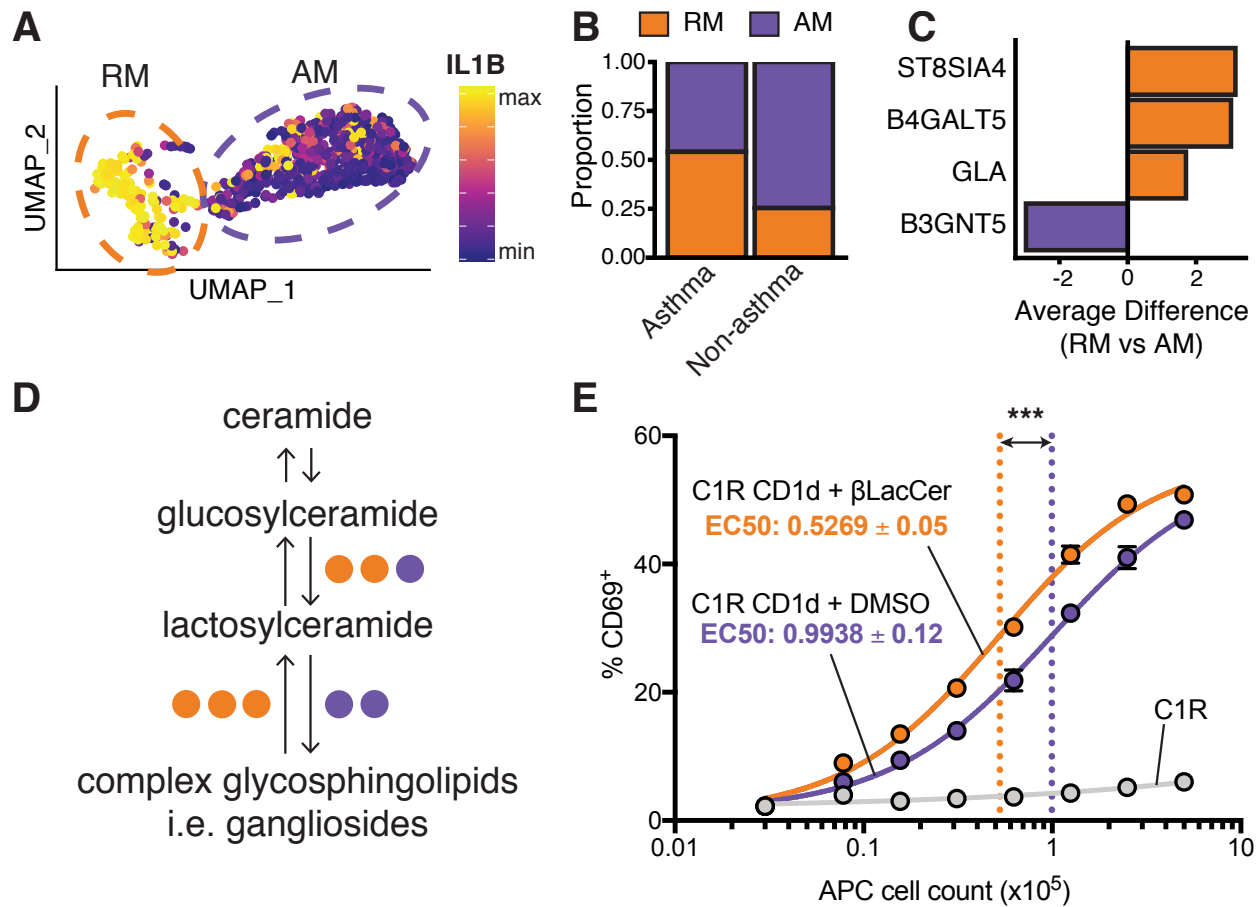 A
RM
AM
IL1B
max
min
UMAP_2
UMAP_1
B
RM
AM
Proportion
1.00
0.75
0.50
0.25
0.00
Asthma
Non-asthma
C
ST8SIA4
B4GALT5
GLA
B3GNT5
-2
0
2
Average Difference
(RM vs AM)
D
ceramide
glucosylceramide
lactosylceramide
complex glycosphingolipids
i.e. gangliosides
E
***
% CD69⁺
60
40
20
0
C1R CD1d + βLacCer
EC50: 0.5269 ± 0.05
C1R CD1d + DMSO
EC50: 0.9938 ± 0.12
C1R
0.01
0.1
1
10
APC cell count (x10⁵)